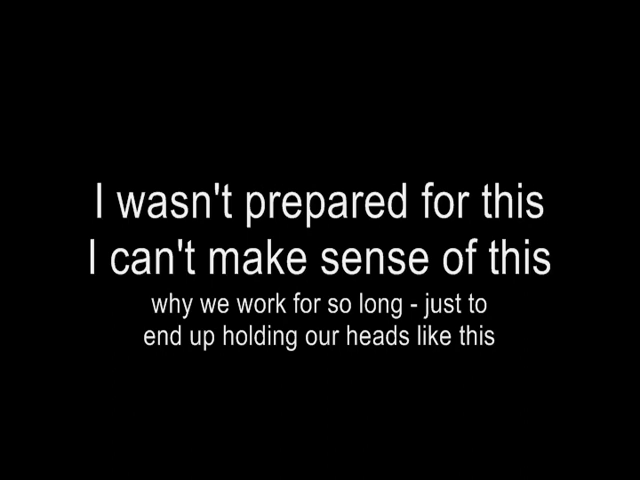 I wasn't prepared for this
I can't make sense of this
why we work for so long - just to
end up holding our heads like this